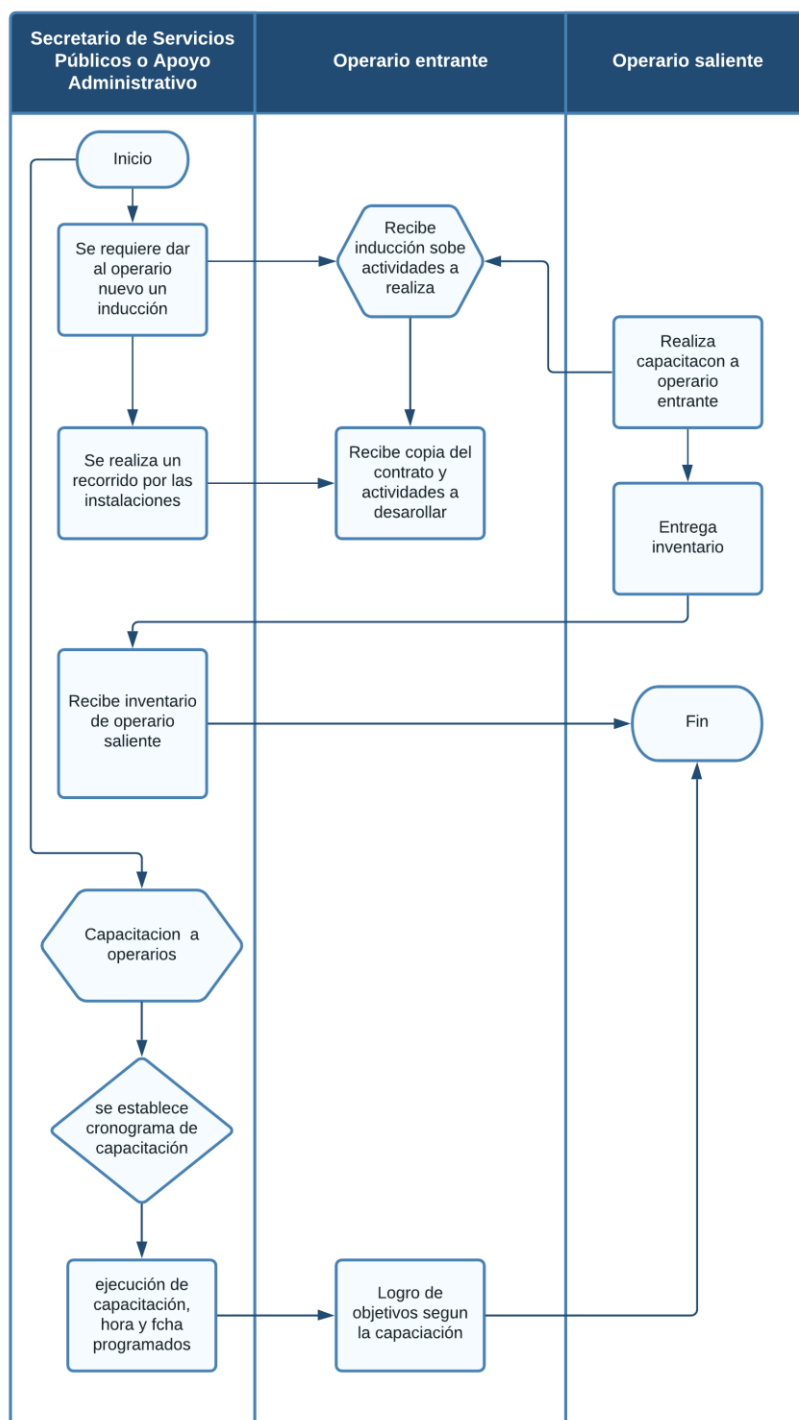 Secretario de Servicios
Públicos o Apoyo
Administrativo
Operario entrante
Operario saliente
Inicio
Se requiere dar
al operario
nuevo un
inducción
Recibe
inducción sobe
actividades a
realiza
Realiza
capacitacon a
operario
entrante
Se realiza un
recorrido por las
instalaciones
Recibe copia del
contrato y
actividades a
desarollar
Entrega
inventario
Recibe inventario
de operario
saliente
Fin
Capacitacion a
operarios
se establece
cronograma de
capacitación
ejecución de
capacitación,
hora y fcha
programados
Logro de
objetivos segun
la capaciación